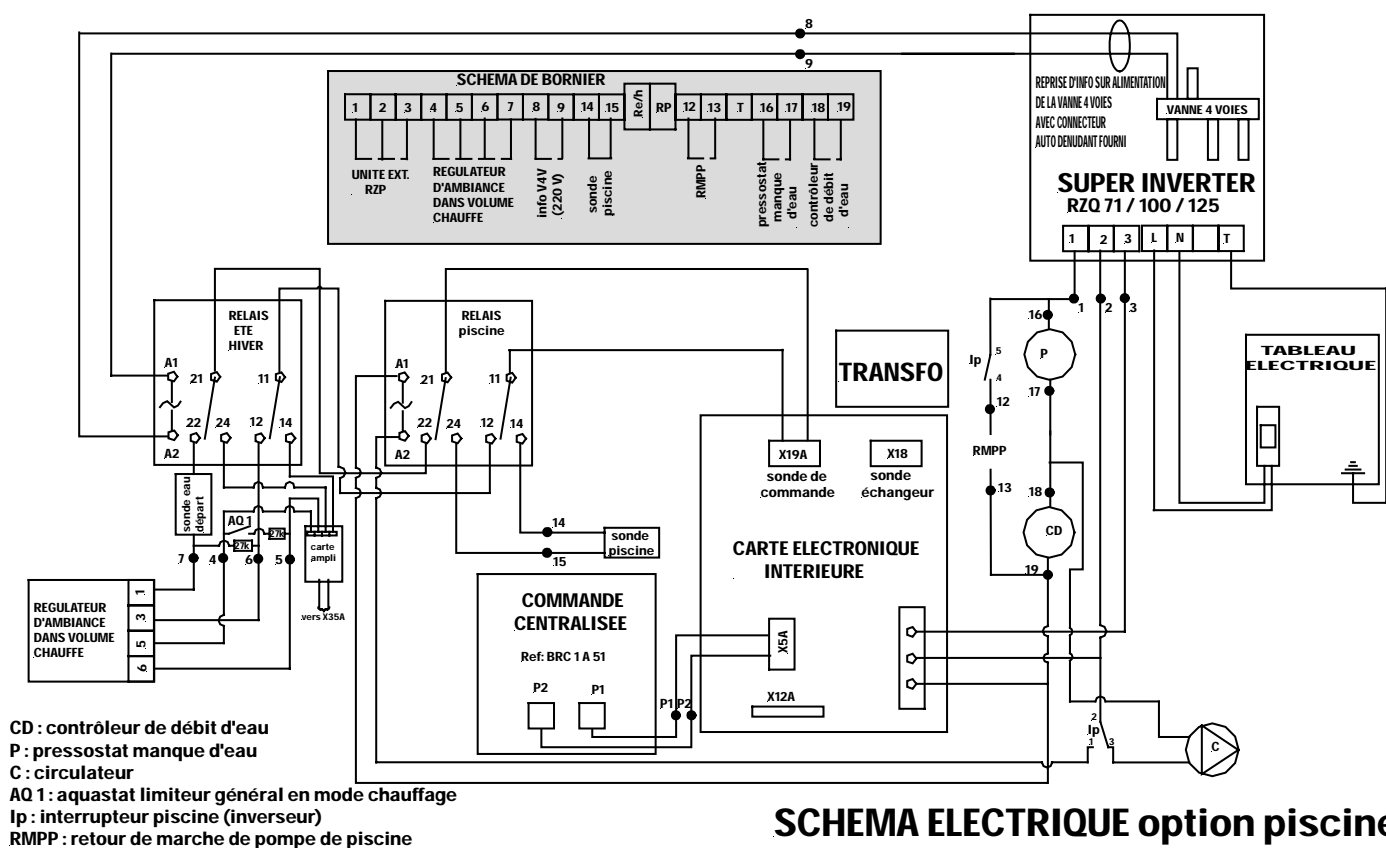 8
9
SCHEMA DE BORNIER
1 2 3 4 5 6 7 8 9 14 15 Re/h RP 12 13 T 16 17 18 19
UNITE EXT.
RZP
REGULATEUR
D'AMBIANCE
DANS VOLUME
CHAUFFE
info V4V
(220 V)
sonde
piscine
RMPP
pressostat
manque
d'eau
contrôleur
de débit
d'eau
REPRISE D'INFO SUR ALIMENTATION
DE LA VANNE 4 VOIES
AVEC CONNECTEUR
AUTO DENUDANT FOURNI
VANNE 4 VOIES
SUPER INVERTER
RZQ 71 / 100 / 125
1 2 3 L N T
1 2 3
RELAIS
ETE
HIVER
A1
21 11
22 24 12 14
A2
RELAIS
piscine
A1
21 11
22 24 12 14
A2
TRANSFO
Ip
5
4
12
RMPP
13
16
P
17
18
CD
19
TABLEAU
ELECTRIQUE
sonde eau
départ
AQ 1
27k
27k
7 4 6 5
carte
ampli
vers X35A
14
15
sonde
piscine
X19A
sonde de
commande
X18
sonde
échangeur
CARTE ELECTRONIQUE
INTERIEURE
X5A
X12A
REGULATEUR
D'AMBIANCE
DANS VOLUME
CHAUFFE
1
3
5
6
COMMANDE
CENTRALISEE
Ref: BRC 1 A 51
P2 P1
P1 P2
2
Ip
1 3
C
CD : contrôleur de débit d'eau
P : pressostat manque d'eau
C : circulateur
AQ 1 : aquastat limiteur général en mode chauffage
Ip : interrupteur piscine (inverseur)
RMPP : retour de marche de pompe de piscine
SCHEMA ELECTRIQUE option piscine